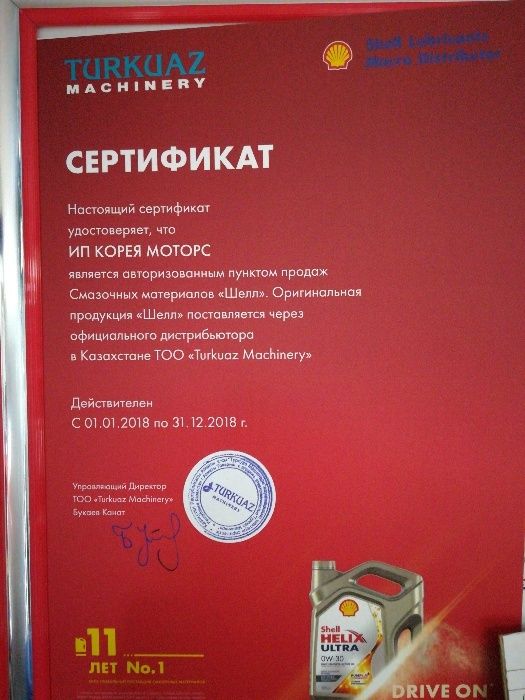 TURKUAZ
MACHINERY
Shell Lubricants
Macro Distributor
СЕРТИФИКАТ
Настоящий сертификат
удостоверяет, что
ИП КОРЕЯ МОТОРС
является авторизованным пунктом продаж
Смазочных материалов «Шелл». Оригинальная
продукция «Шелл» поставляется через
официального дистрибьютора
в Казахстане ТОО «Turkuaz Machinery»
Действителен
С 01.01.2018 по 31.12.2018 г.
Управляющий Директор
ТОО «Turkuaz Machinery»
Букаев Канат
TURKUAZ
MACHINERY
11
ЛЕТ No.1
Shell
HELIX
ULTRA
0W-30
DRIVE ON